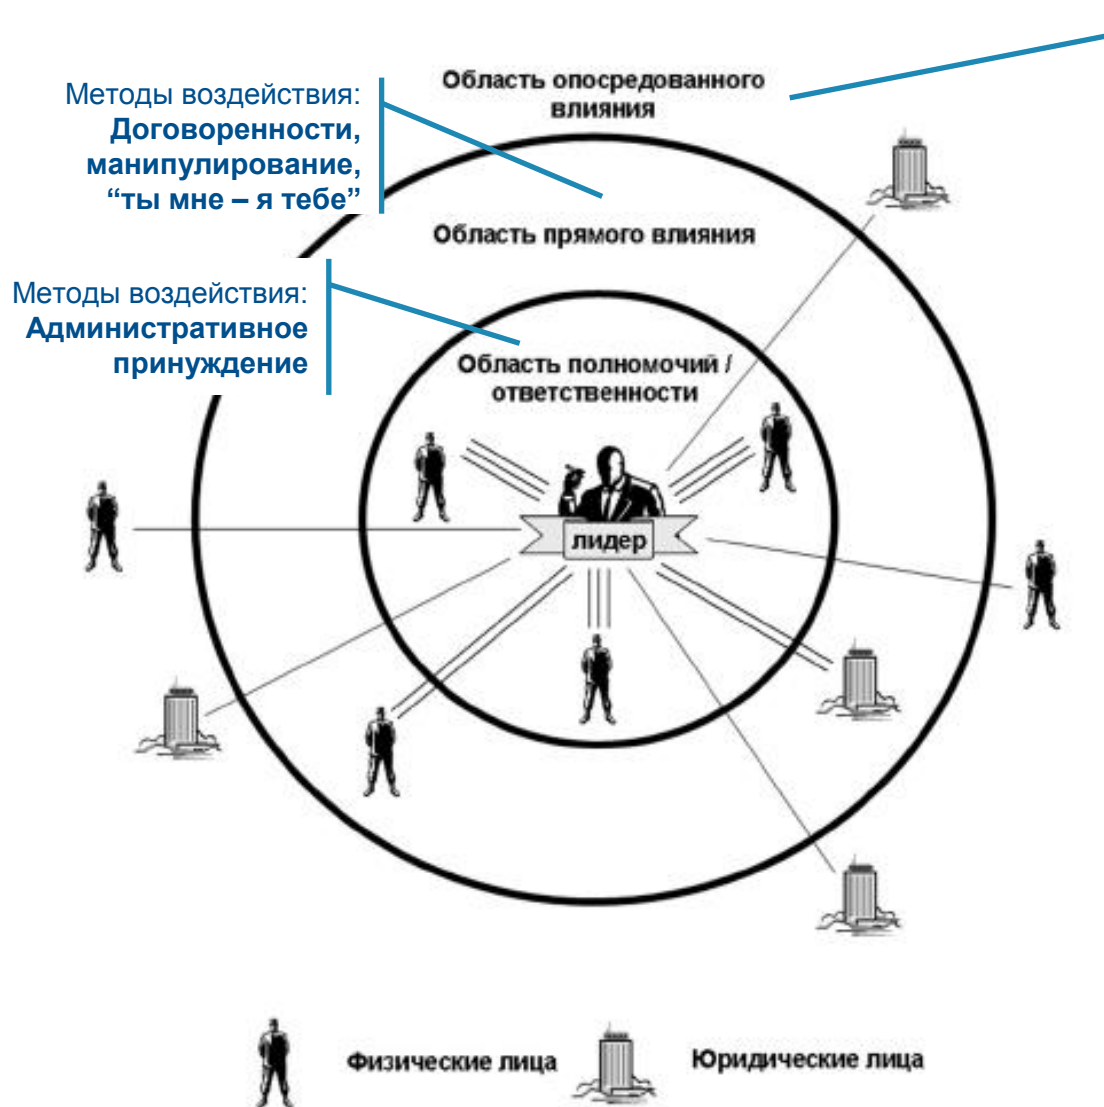 Область опосредованного
влияния
Методы воздействия:
Договоренности,
манипулирование,
“ты мне – я тебе”
Область прямого влияния
Методы воздействия:
Административное
принуждение
Область полномочий /
ответственности
лидер
Физические лица
Юридические лица